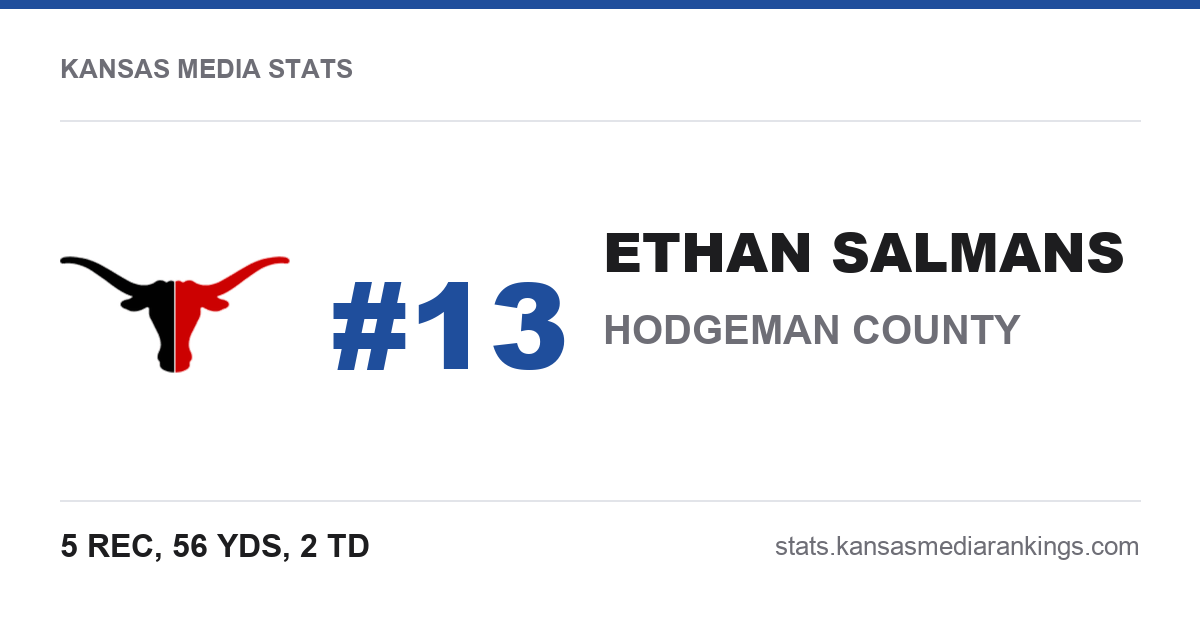 KANSAS MEDIA STATS
#13
ETHAN SALMANS
HODGEMAN COUNTY
5 REC, 56 YDS, 2 TD
stats.kansasmediarankings.com